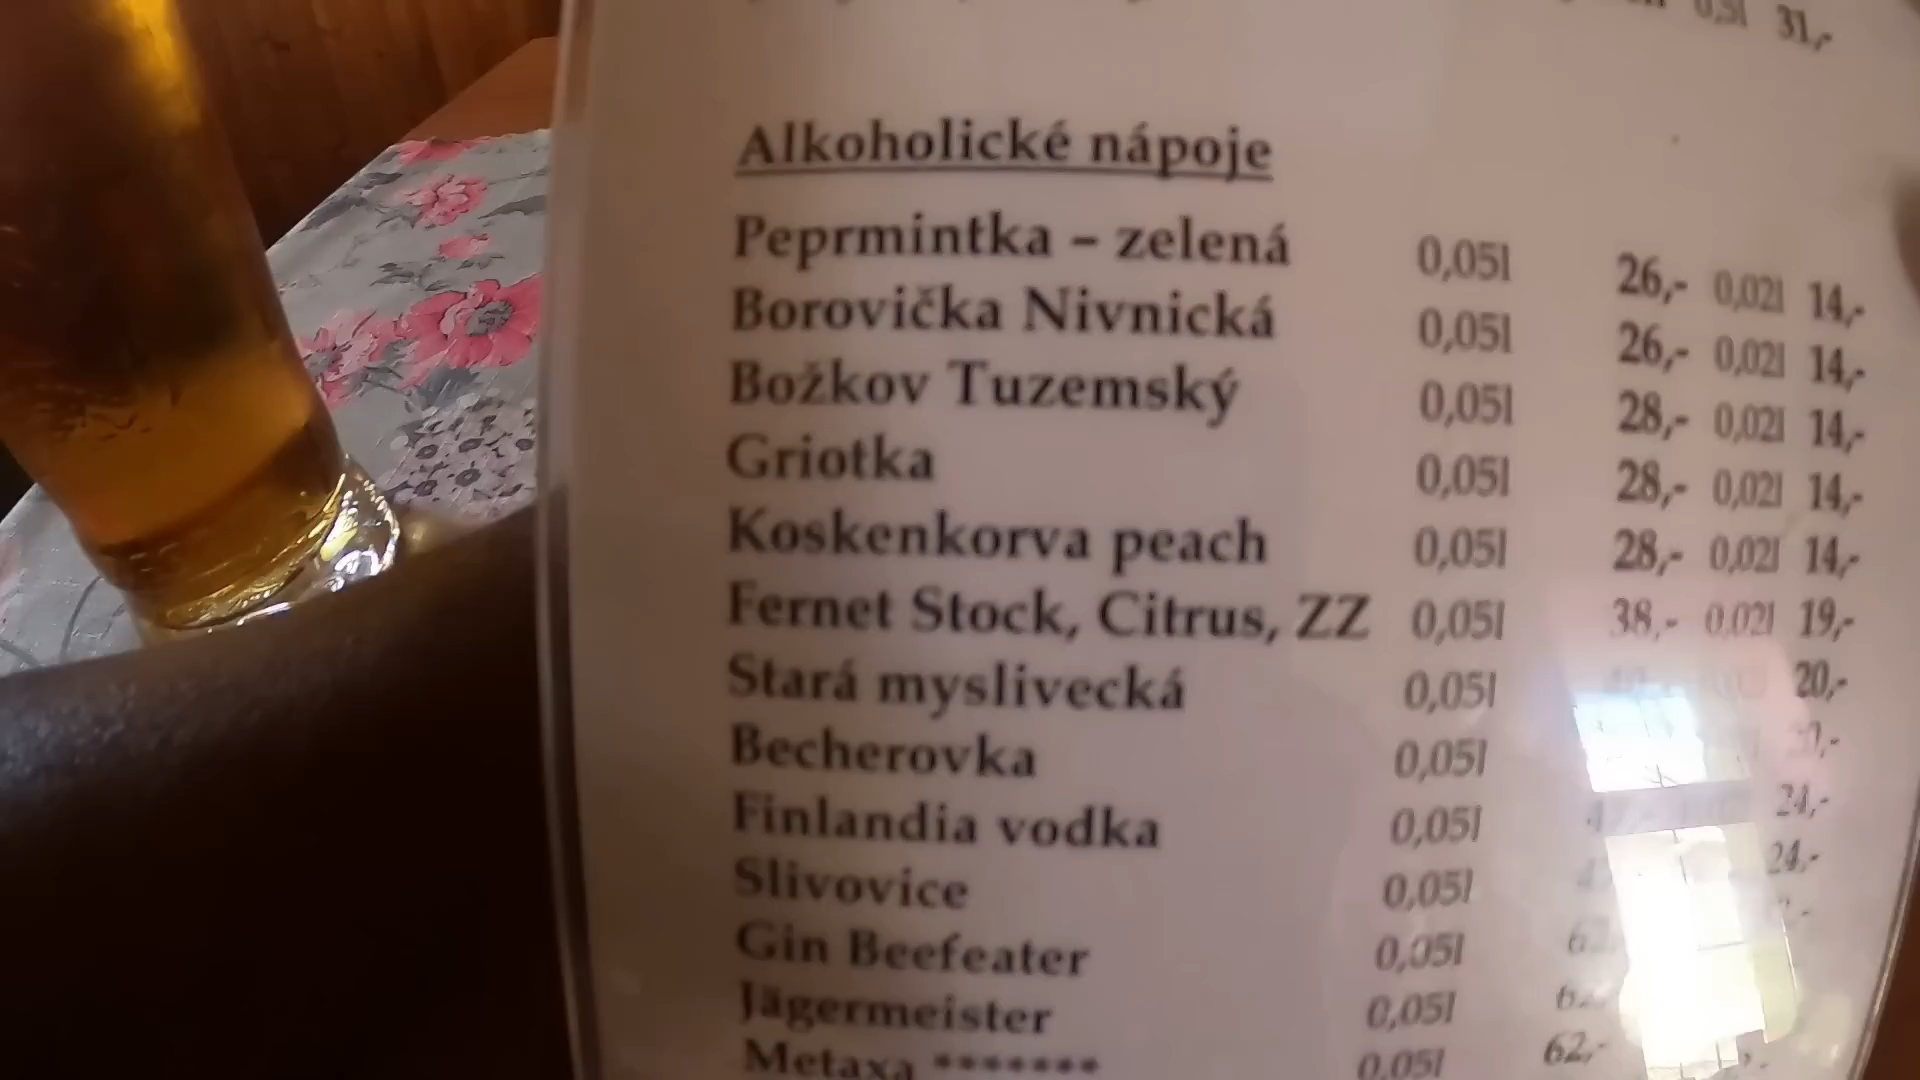 0,5l 31,-
Alkoholické nápoje
Peprmintka – zelená 0,05l 26,- 0,02l 14,-
Borovička Nivnická 0,05l 26,- 0,02l 14,-
Božkov Tuzemský 0,05l 28,- 0,02l 14,-
Griotka 0,05l 28,- 0,02l 14,-
Koskenkorva peach 0,05l 28,- 0,02l 14,-
Fernet Stock, Citrus, ZZ 0,05l 38,- 0,02l 19,-
Stará myslivecká 0,05l 20,-
Becherovka 0,05l
Finlandia vodka 0,05l 24,-
Slivovice 0,05l 24,-
Gin Beefeater 0,05l
Jägermeister 0,05l
Metaxa ******* 0,05l 62,-